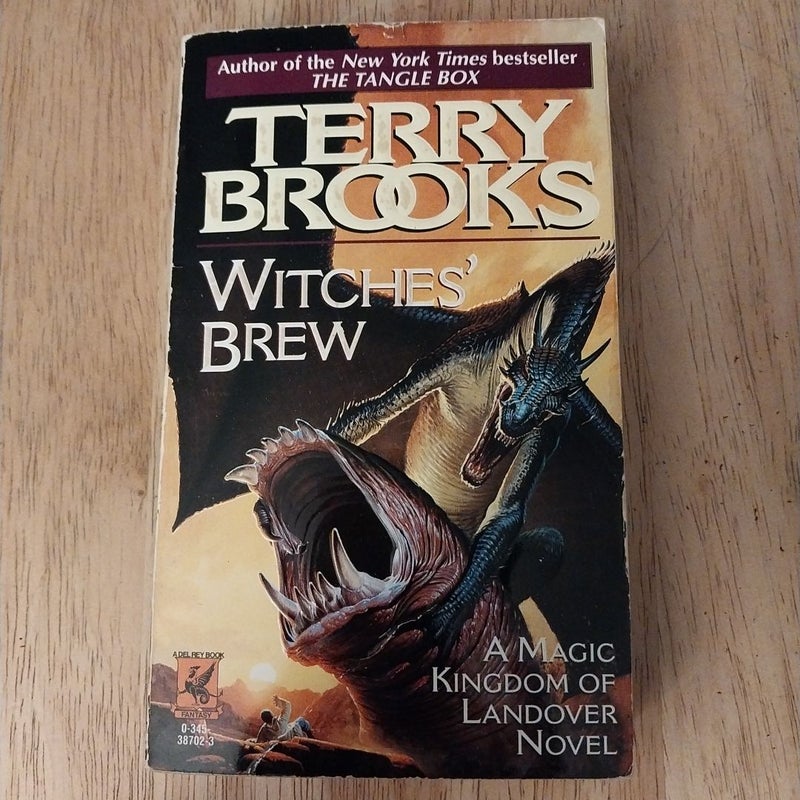 Author of the New York Times bestseller
THE TANGLE BOX
TERRY
BROOKS
WITCHES'
BREW
A MAGIC
KINGDOM OF
LANDOVER
NOVEL
A DEL REY BOOK
FANTASY
0-345-
38702-3